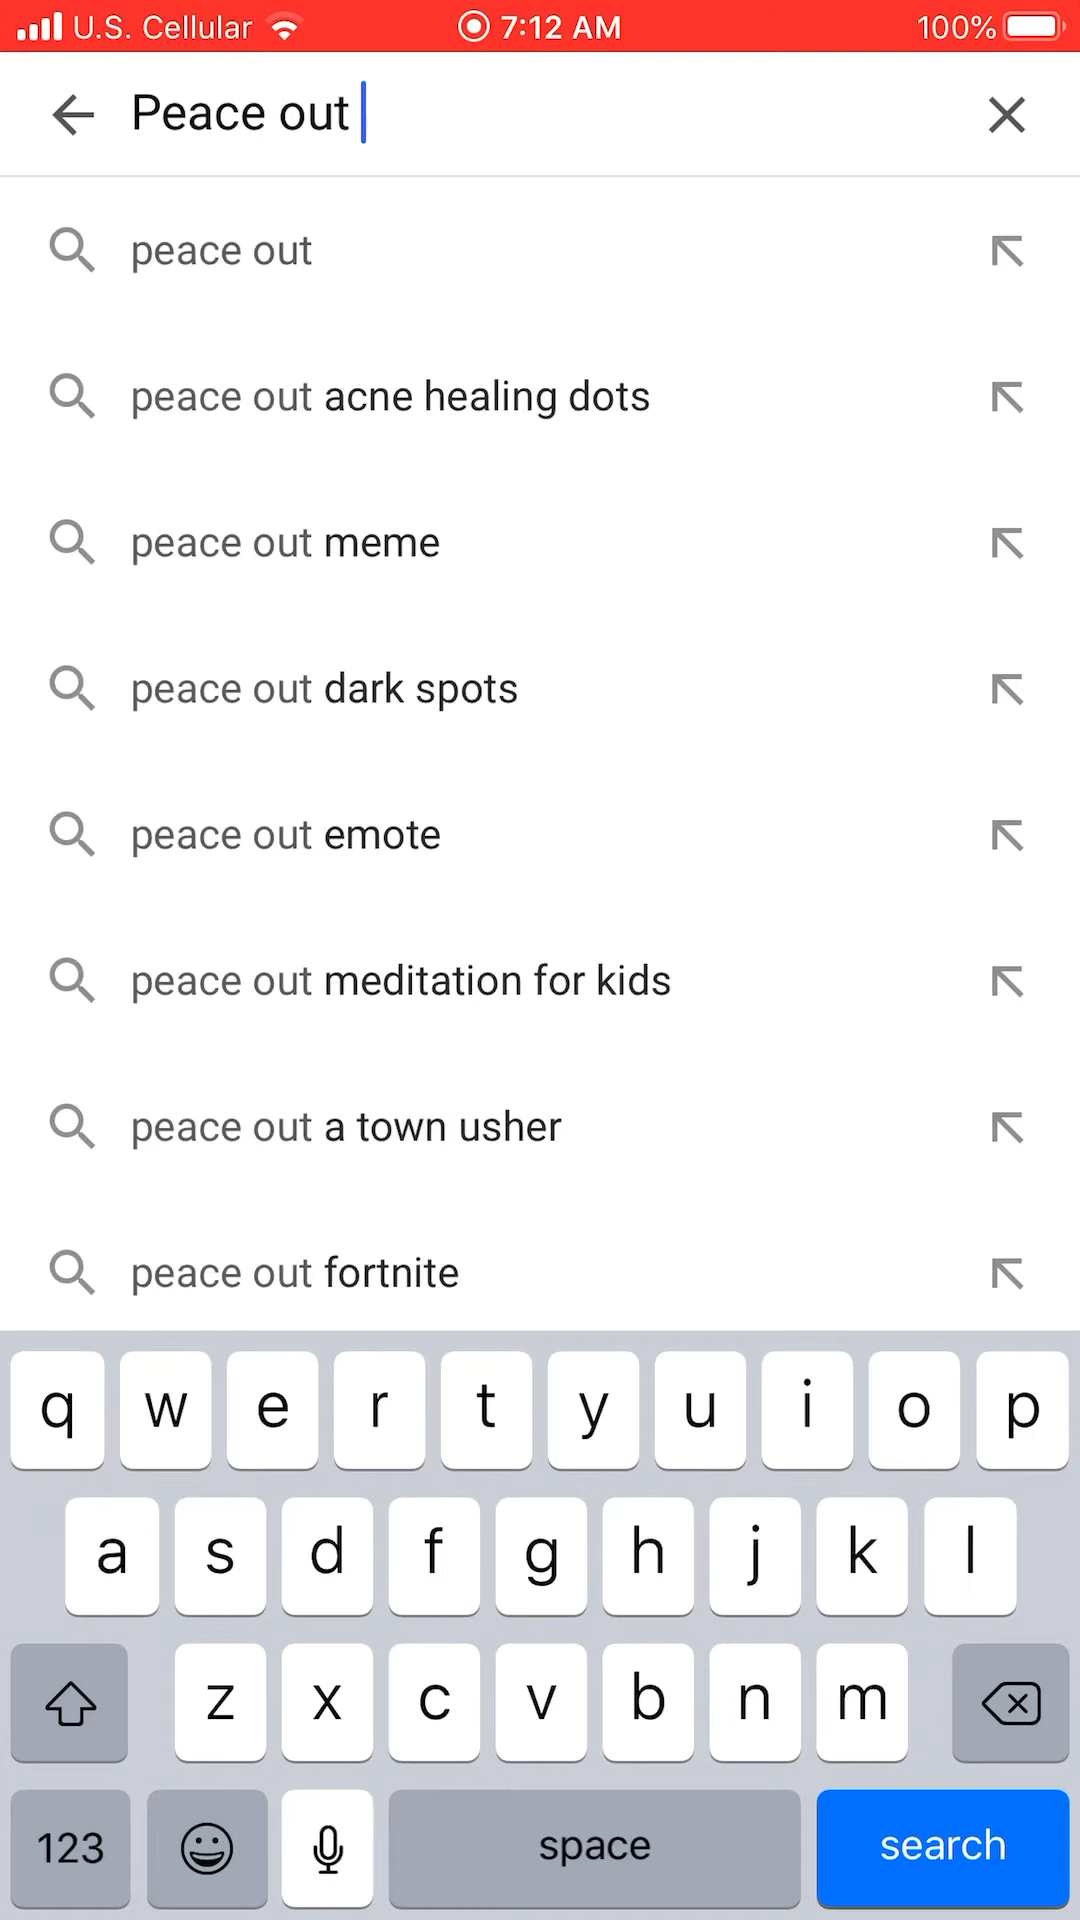 U.S. Cellular 7:12 AM 100%
Peace out
peace out
peace out acne healing dots
peace out meme
peace out dark spots
peace out emote
peace out meditation for kids
peace out a town usher
peace out fortnite
q w e r t y u i o p
a s d f g h j k l
z x c v b n m
123 space search